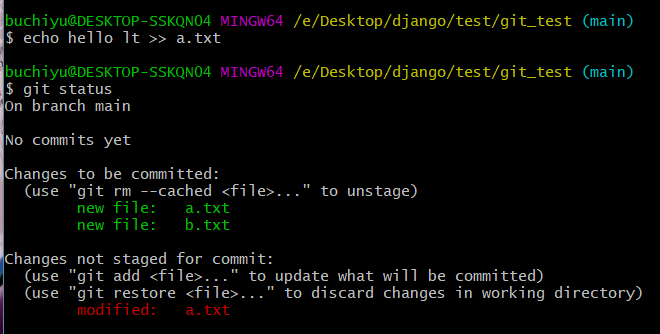 buchiyu@DESKTOP-SSKQNO4 MINGW64 /e/Desktop/django/test/git_test (main)
$ echo hello lt >> a.txt
buchiyu@DESKTOP-SSKQNO4 MINGW64 /e/Desktop/django/test/git_test (main)
$ git status
On branch main
No commits yet
Changes to be committed:
  (use "git rm --cached <file>..." to unstage)
        new file:   a.txt
        new file:   b.txt
Changes not staged for commit:
  (use "git add <file>..." to update what will be committed)
  (use "git restore <file>..." to discard changes in working directory)
        modified:   a.txt